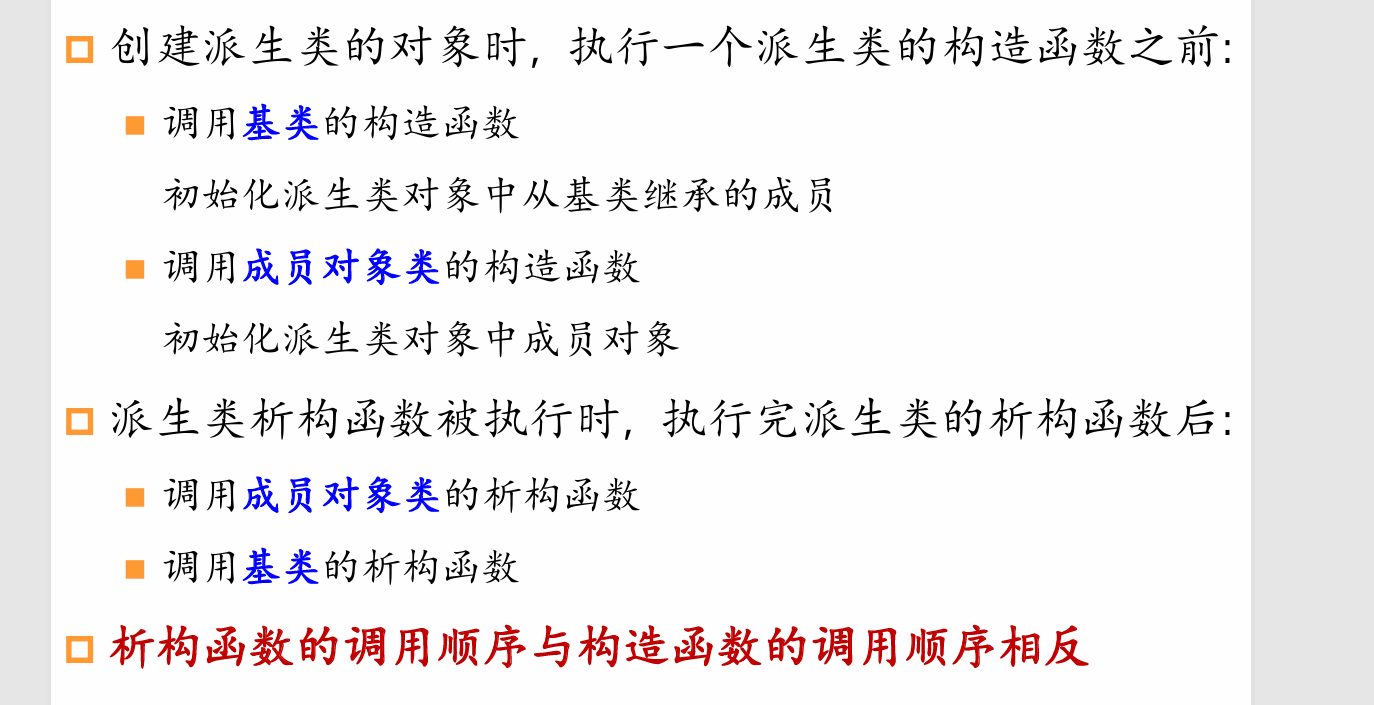 创建派生类的对象时，执行一个派生类的构造函数之前:
调用基类的构造函数
初始化派生类对象中从基类继承的成员
调用成员对象类的构造函数
初始化派生类对象中成员对象
派生类析构函数被执行时，执行完派生类的析构函数后:
调用成员对象类的析构函数
调用基类的析构函数
析构函数的调用顺序与构造函数的调用顺序相反